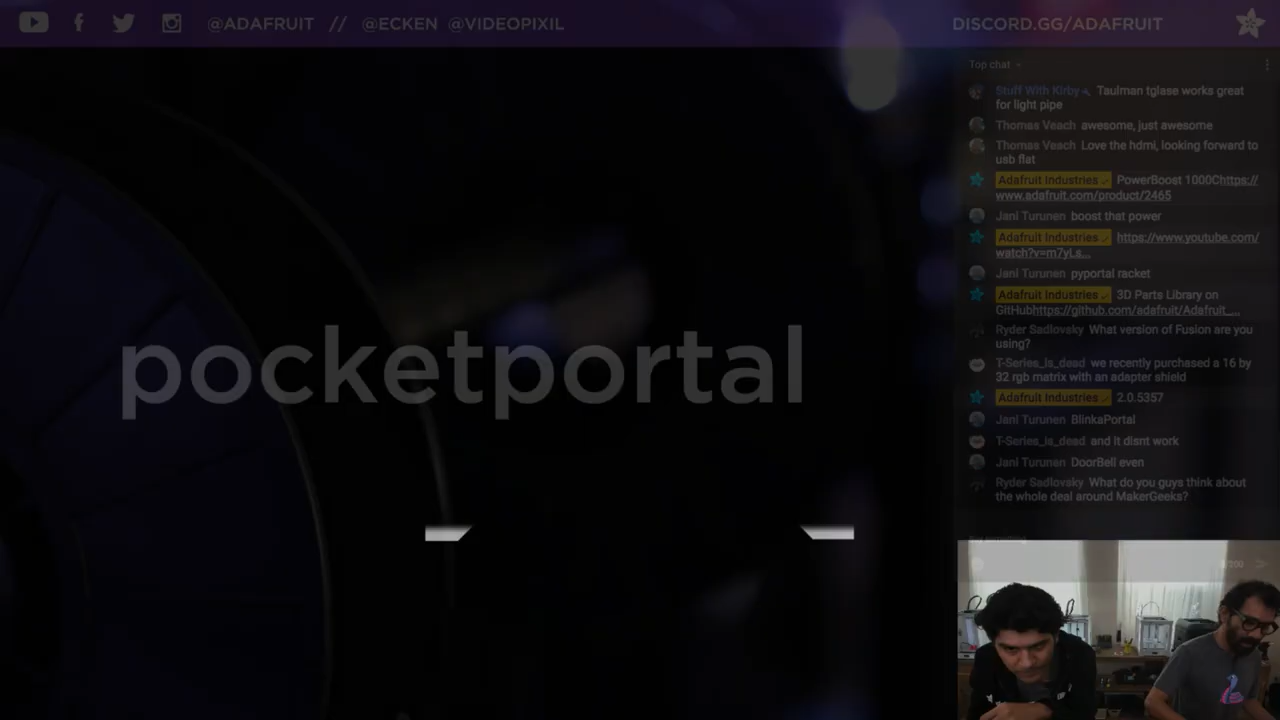 @ADAFRUIT // @ECKEN @VIDEOPIXIL
DISCORD.GG/ADAFRUIT
Top chat
Stuff With Kirby Taulman tglase works great
for light pipe
Thomas Veach awesome, just awesome
Thomas Veach Love the hdmi, looking forward to
usb flat
Adafruit Industries PowerBoost 1000Chttps://
www.adafruit.com/product/2465
Jani Turunen boost that power
Adafruit Industries https://www.youtube.com/
watch?v=m7yLs...
Jani Turunen pyportal racket
Adafruit Industries 3D Parts Library on
GitHubhttps://github.com/adafruit/Adafruit_...
Ryder Sadlovsky What version of Fusion are you
using?
T-Series_is_dead we recently purchased a 16 by
32 rgb matrix with an adapter shield
Adafruit Industries 2.0.5357
Jani Turunen BlinkaPortal
T-Series_is_dead and it disnt work
Jani Turunen DoorBell even
Ryder Sadlovsky What do you guys think about
the whole deal around MakerGeeks?
pocketportal